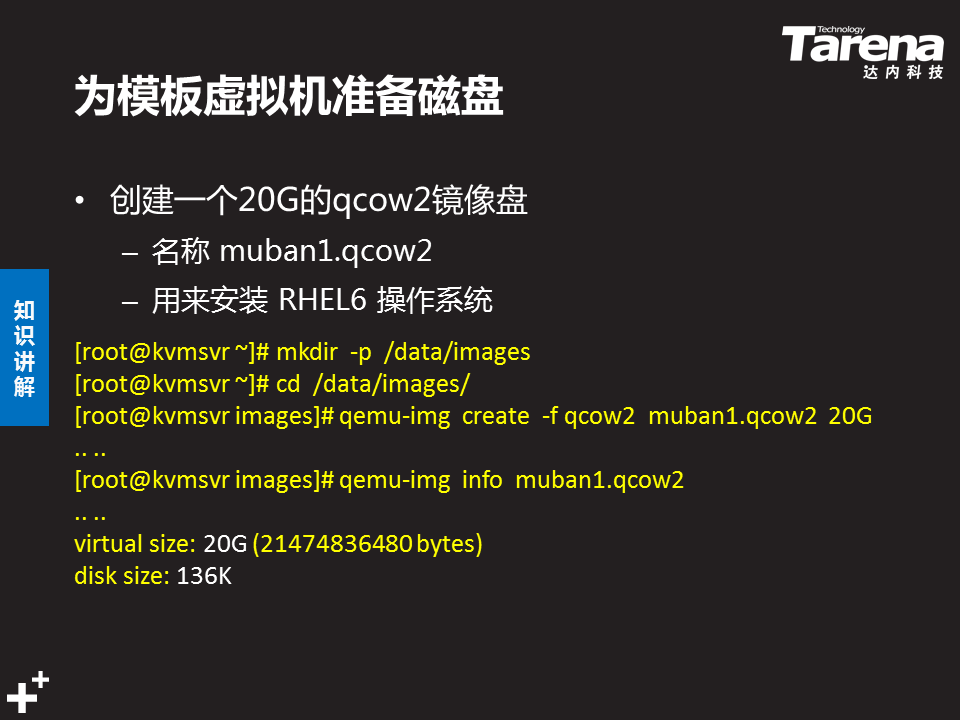 Technology
Tarena
达内科技
为模板虚拟机准备磁盘
• 创建一个20G的qcow2镜像盘
– 名称 muban1.qcow2
– 用来安装 RHEL6 操作系统
知识讲解
[root@kvmsvr ~]# mkdir -p /data/images
[root@kvmsvr ~]# cd /data/images/
[root@kvmsvr images]# qemu-img create -f qcow2 muban1.qcow2 20G
.. ..
[root@kvmsvr images]# qemu-img info muban1.qcow2
.. ..
virtual size: 20G (21474836480 bytes)
disk size: 136K